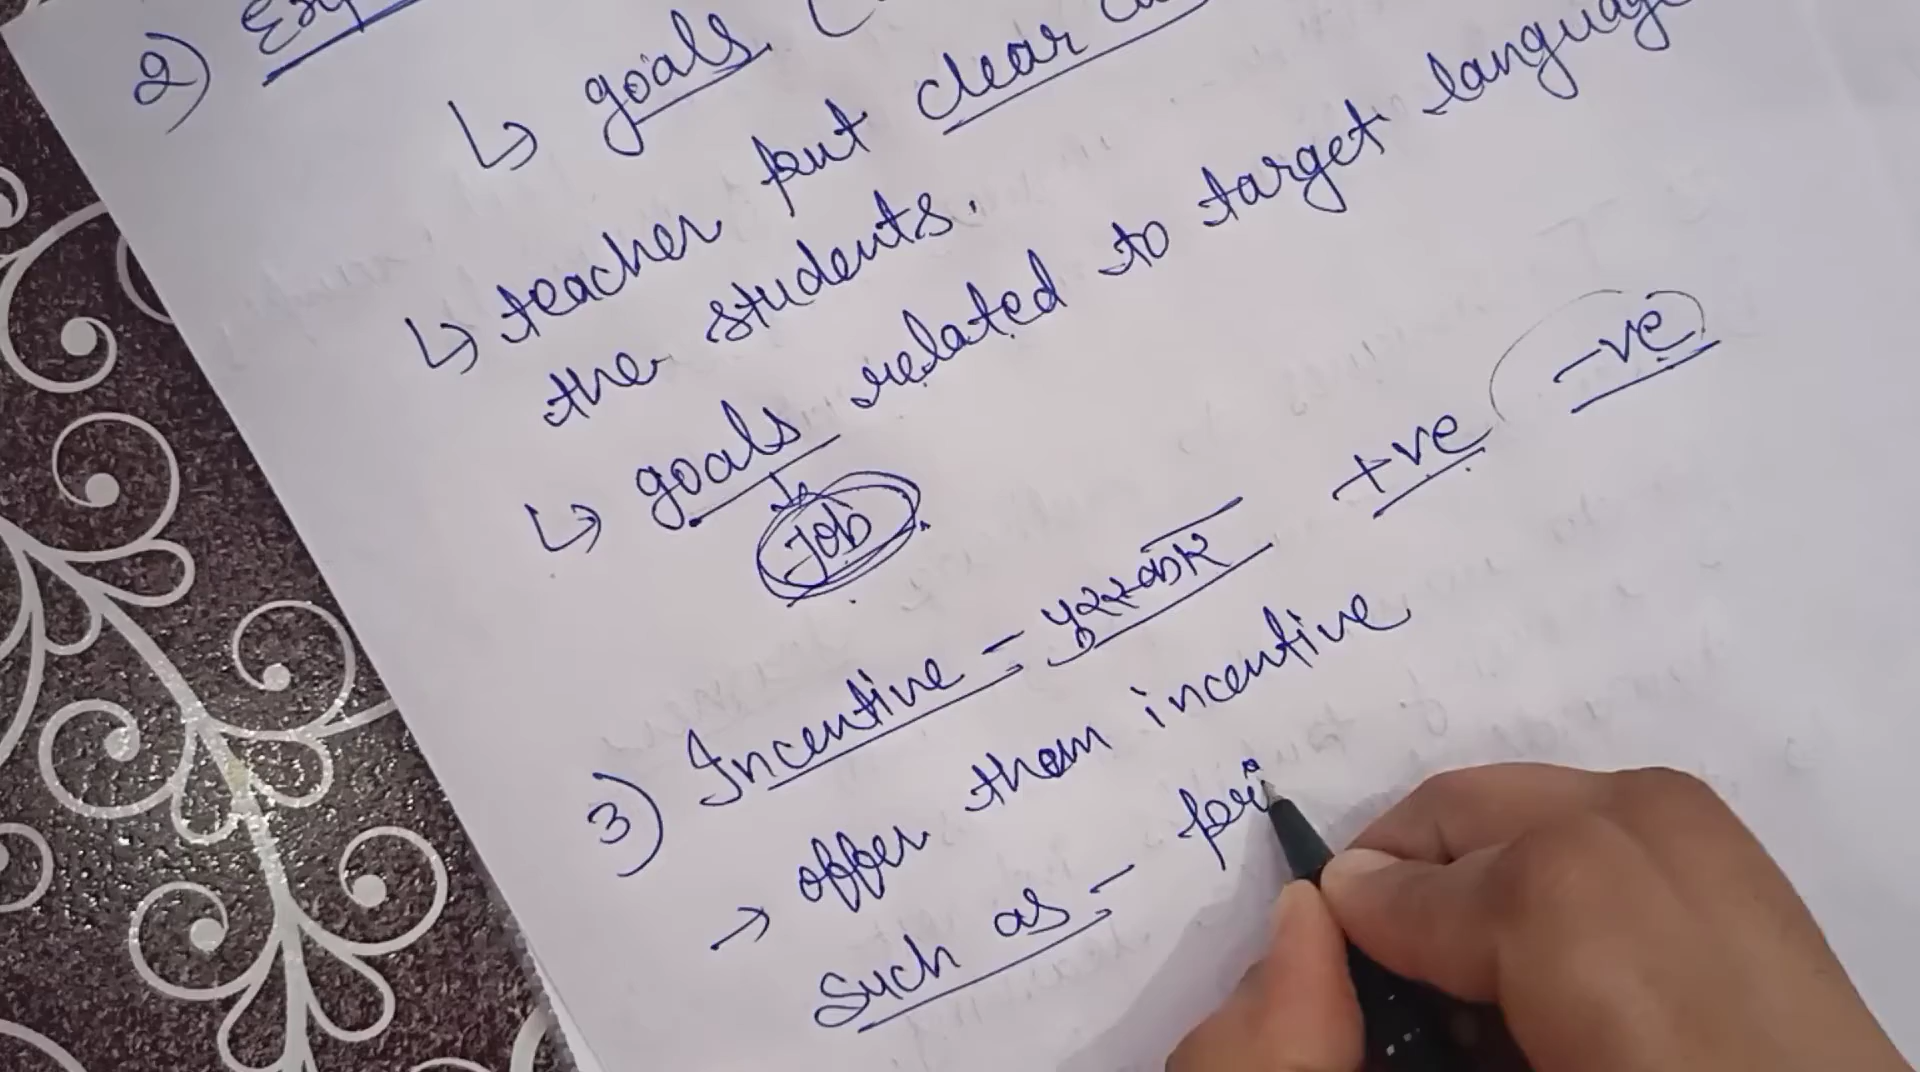 2)
↳ goals (
↳ teacher put clear
the students.
↳ goals related to target language
Job
3) Incentive = पुरस्कार +ve -ve
→ offer them incentive
such as - pri